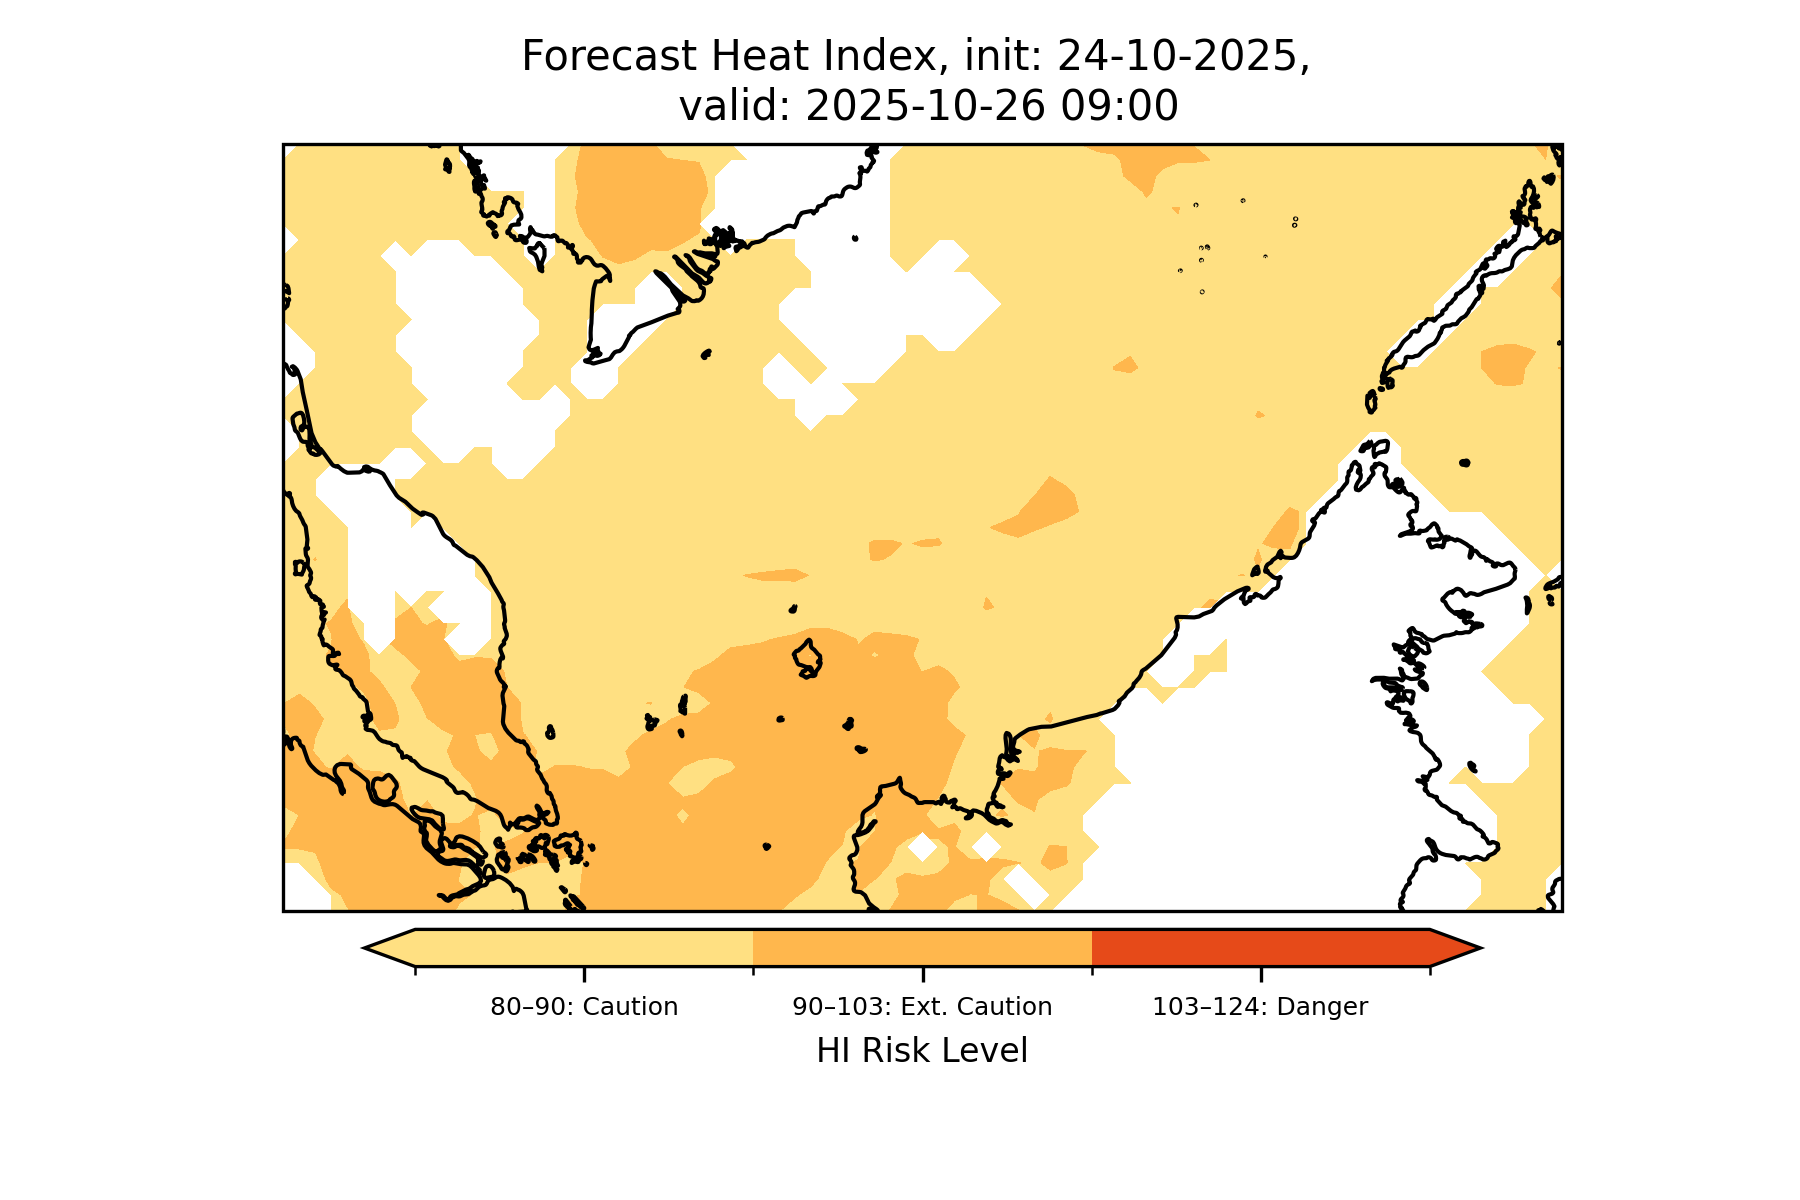 Forecast Heat Index, init: 24-10-2025,
valid: 2025-10-26 09:00
80–90: Caution
90–103: Ext. Caution
103–124: Danger
HI Risk Level